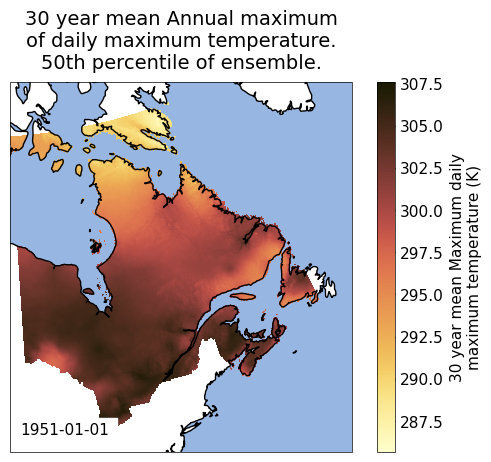 30 year mean Annual maximum
of daily maximum temperature.
50th percentile of ensemble.
307.5
305.0
302.5
300.0
297.5
295.0
292.5
290.0
287.5
30 year mean Maximum daily
maximum temperature (K)
1951-01-01